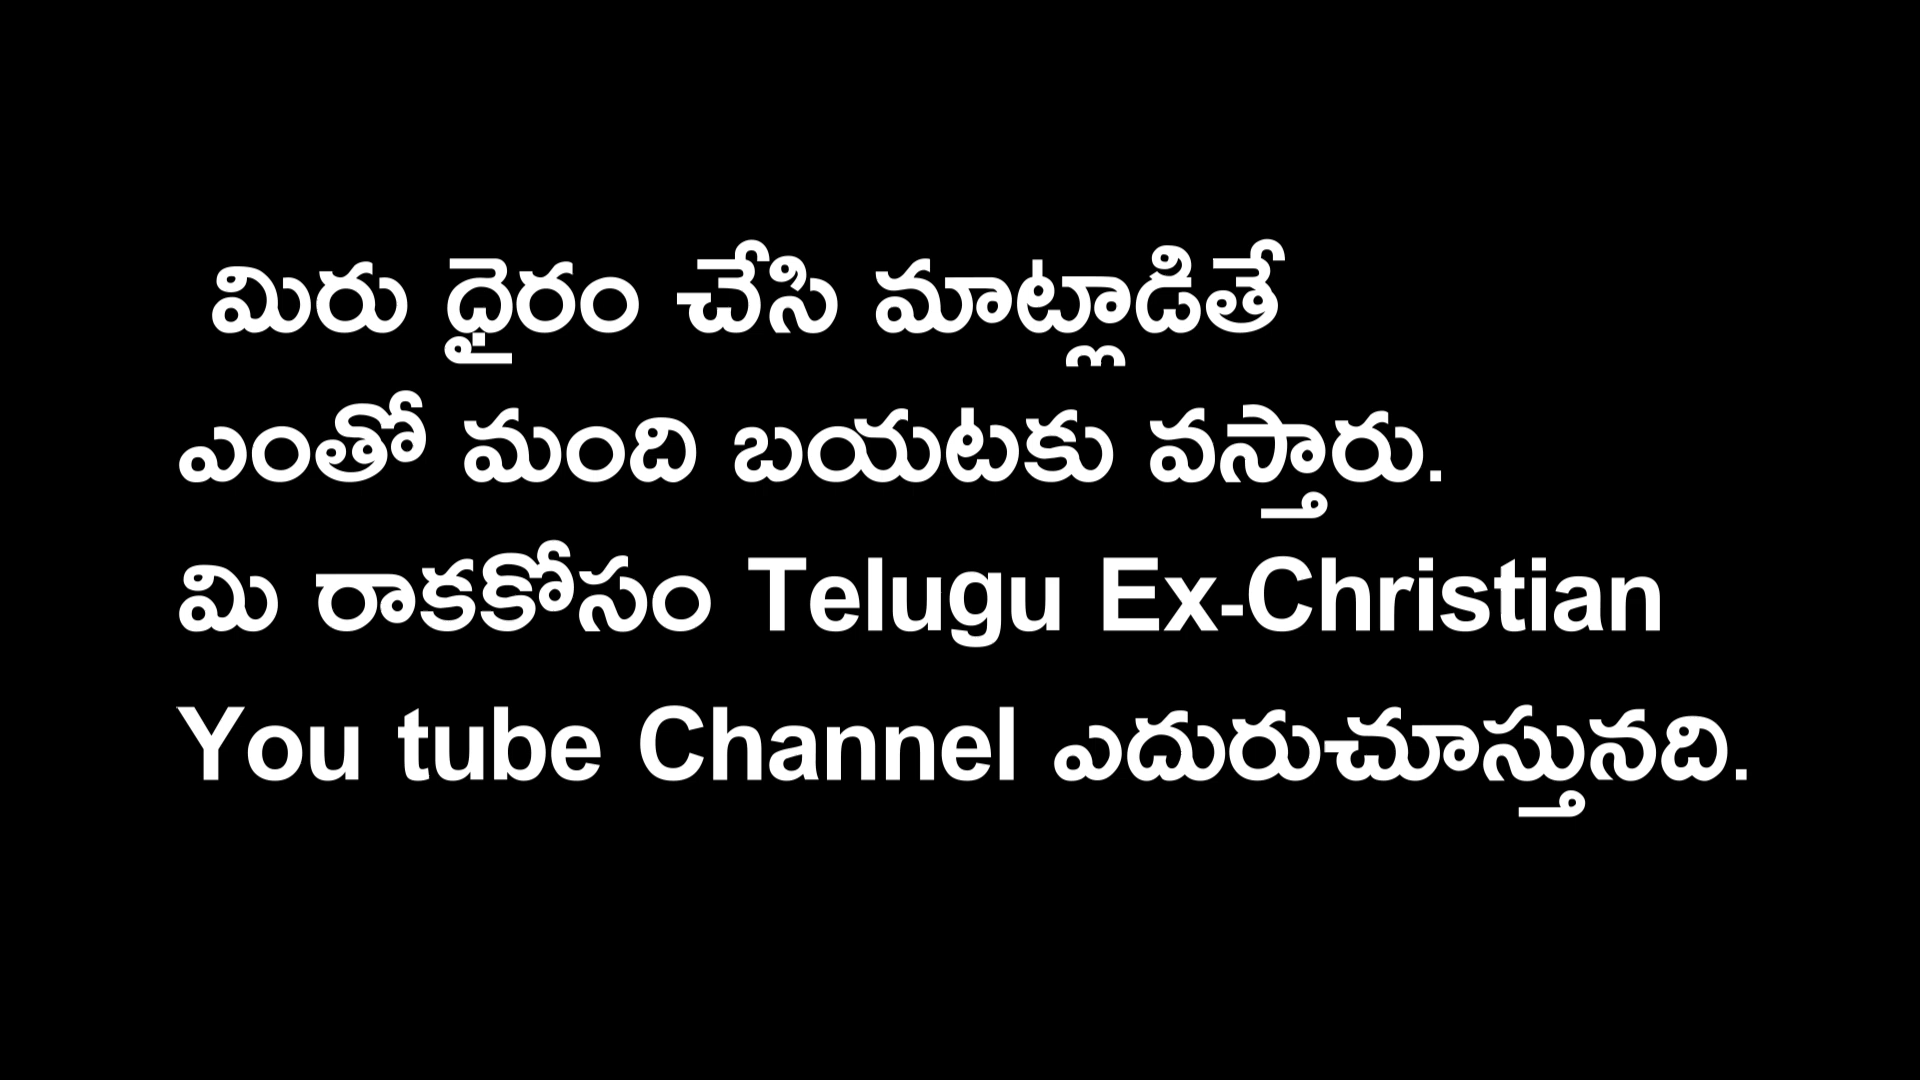 మిరు ధైరం చేసి మాట్లాడితే
ఎంతో మంది బయటకు వస్తారు.
మి రాకకోసం Telugu Ex-Christian
You tube Channel ఎదురుచూస్తునది.